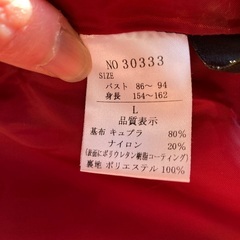 NO 30333
SIZE
バスト 86〜 94
身長 154〜162
L
品質表示
基布 キュプラ 80%
ナイロン 20%
(表面にポリウレタン樹脂コーティング)
裏地 ポリエステル 100%